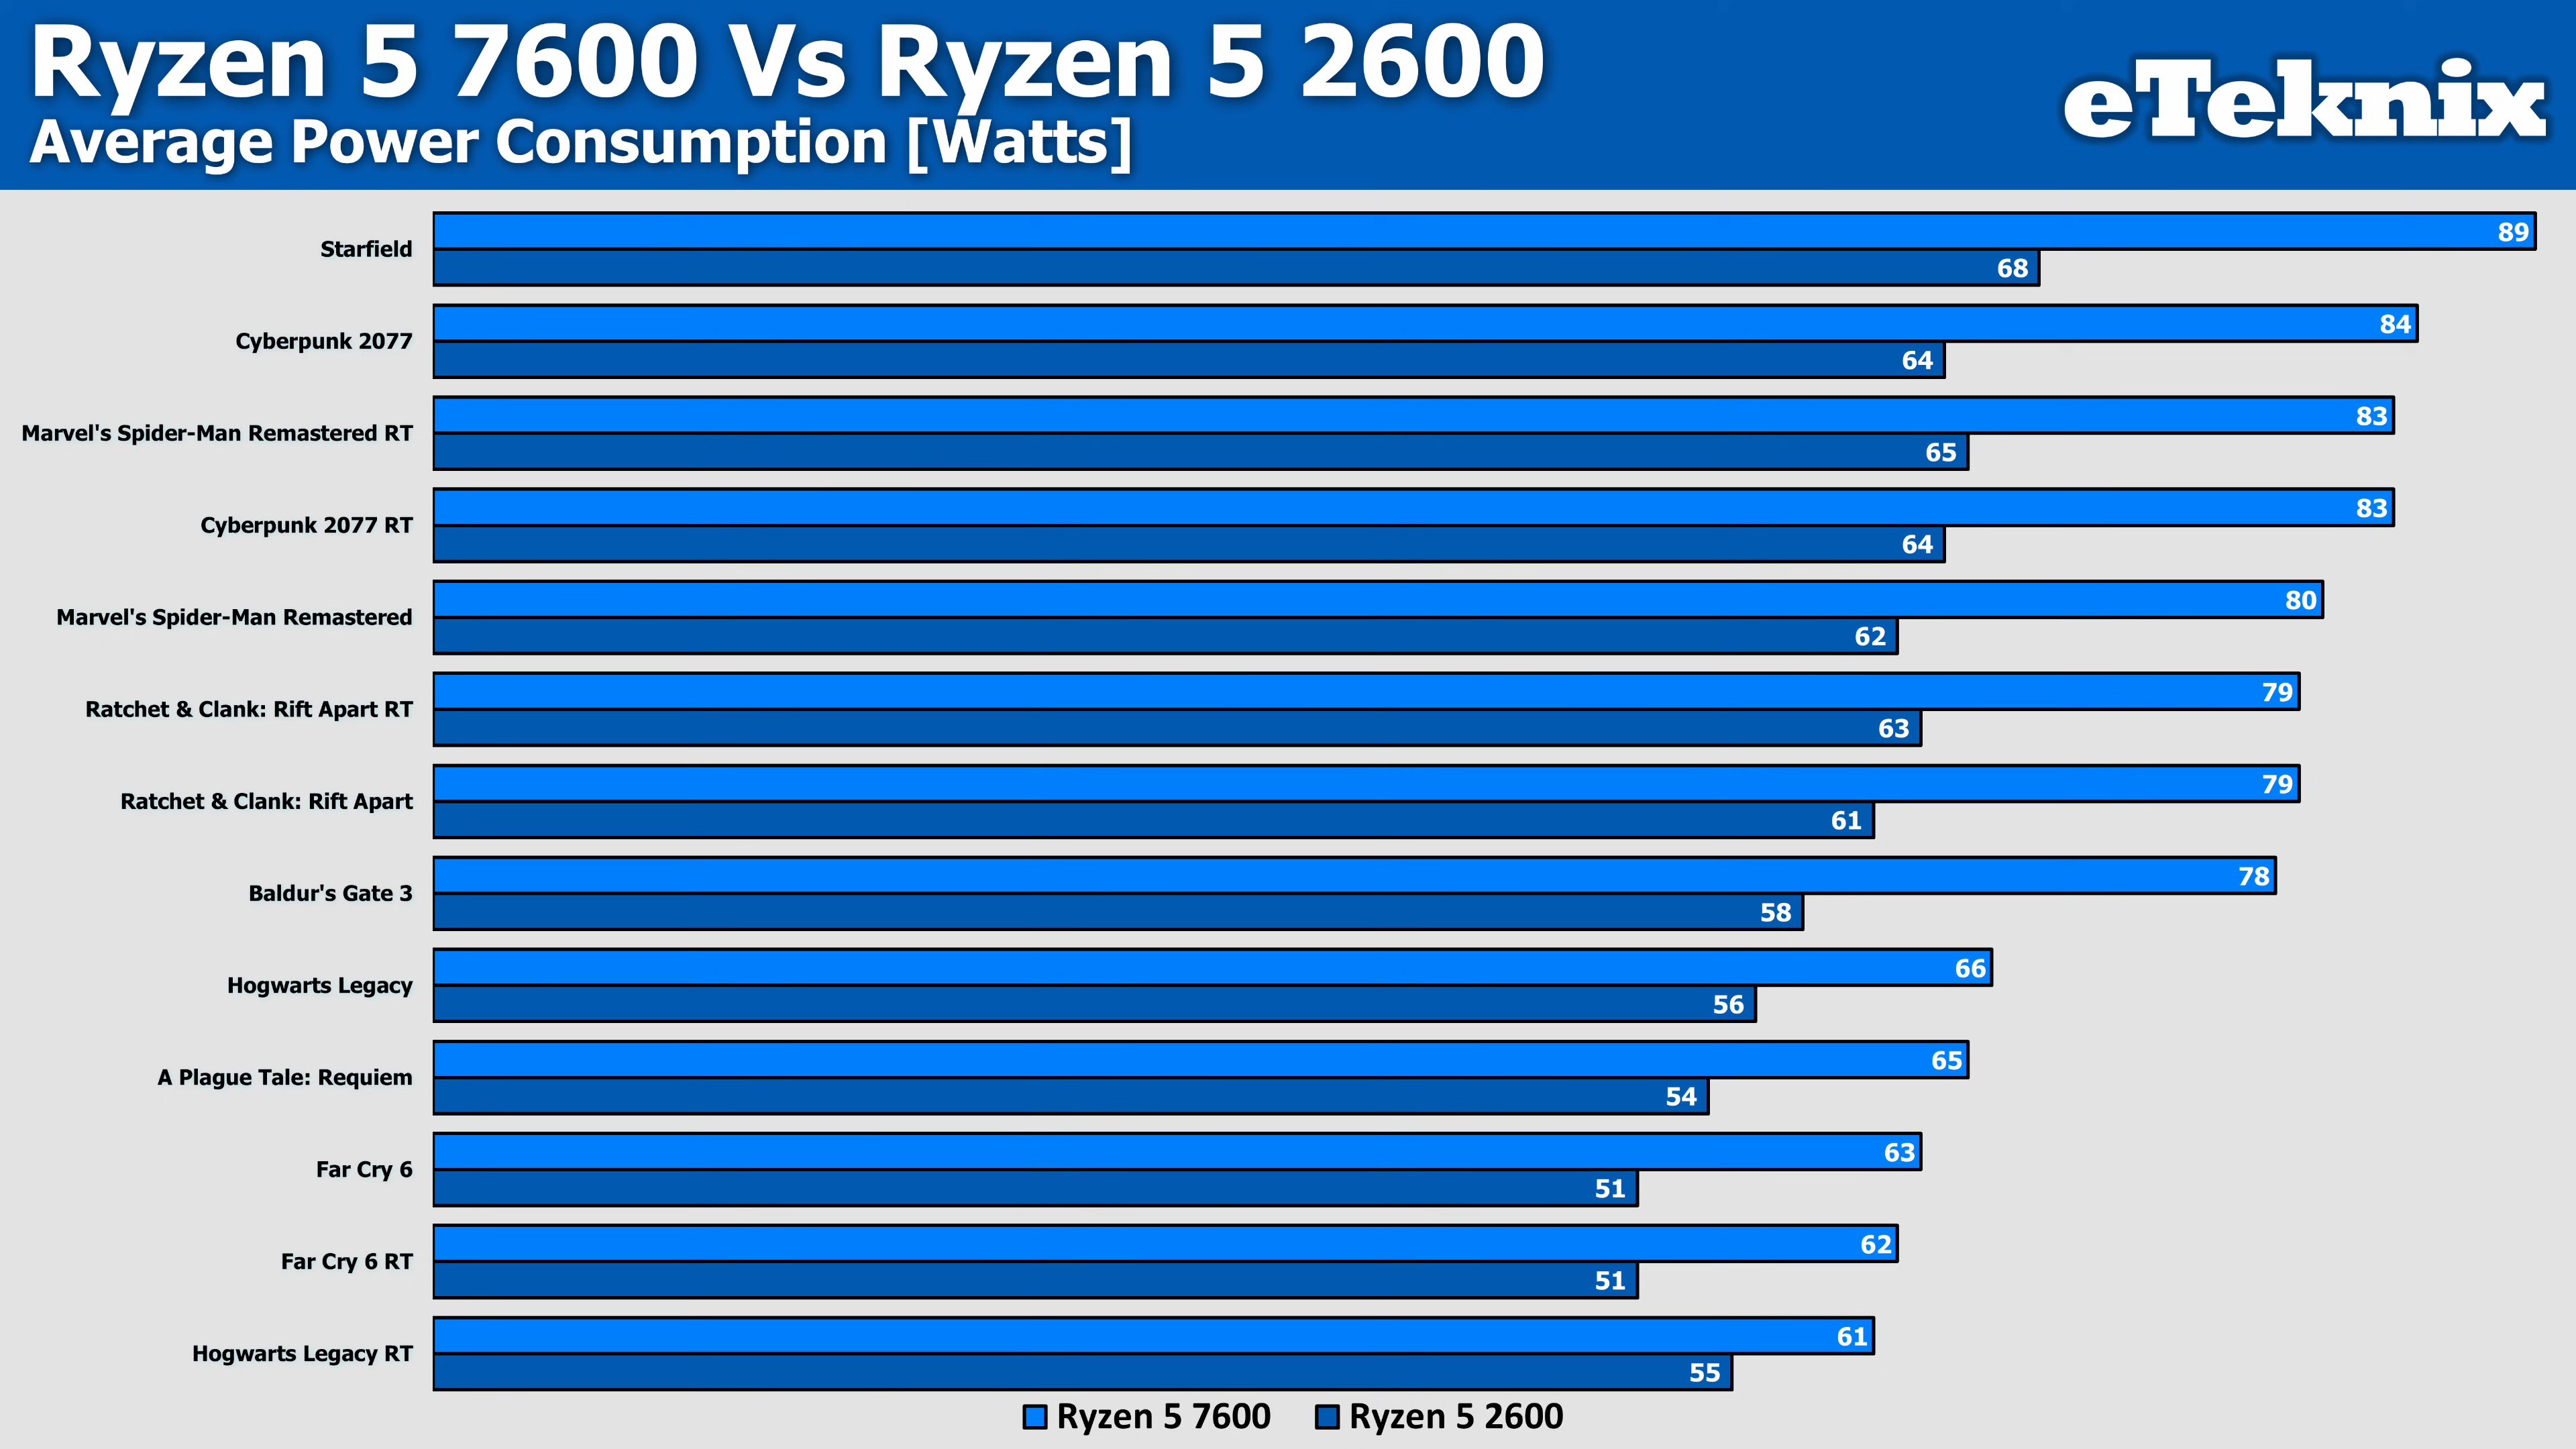 Ryzen 5 7600 Vs Ryzen 5 2600
Average Power Consumption [Watts]
eTeknix
Starfield
89
68
Cyberpunk 2077
84
64
Marvel's Spider-Man Remastered RT
83
65
Cyberpunk 2077 RT
83
64
Marvel's Spider-Man Remastered
80
62
Ratchet & Clank: Rift Apart RT
79
63
Ratchet & Clank: Rift Apart
79
61
Baldur's Gate 3
78
58
Hogwarts Legacy
66
56
A Plague Tale: Requiem
65
54
Far Cry 6
63
51
Far Cry 6 RT
62
51
Hogwarts Legacy RT
61
55
Ryzen 5 7600 Ryzen 5 2600